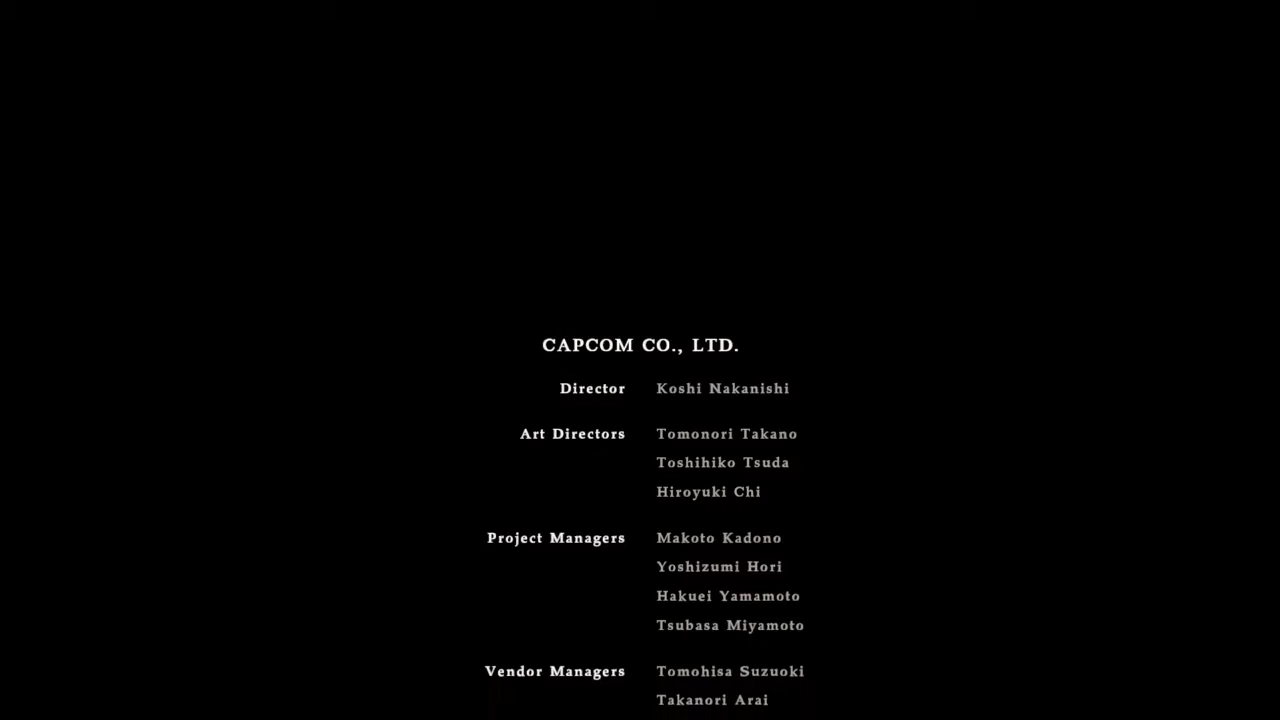 CAPCOM CO., LTD.
Director Koshi Nakanishi
Art Directors Tomonori Takano
Toshihiko Tsuda
Hiroyuki Chi
Project Managers Makoto Kadono
Yoshizumi Hori
Hakuei Yamamoto
Tsubasa Miyamoto
Vendor Managers Tomohisa Suzuoki
Takanori Arai